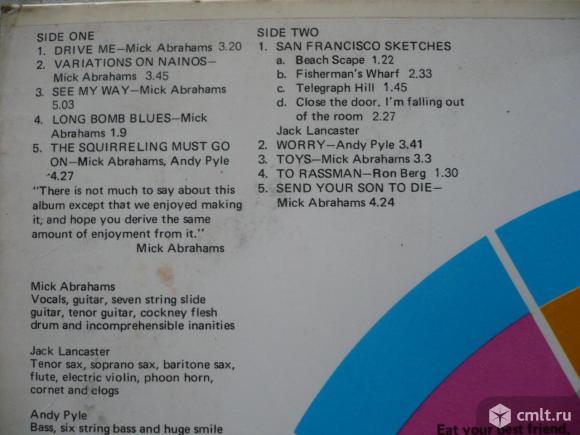 SIDE ONE
1. DRIVE ME—Mick Abrahams 3.20
2. VARIATIONS ON NAINOS—
Mick Abrahams 3.45
3. SEE MY WAY—Mick Abrahams
5.03
4. LONG BOMB BLUES—Mick
Abrahams 1.9
5. THE SQUIRRELING MUST GO
ON—Mick Abrahams, Andy Pyle
4.27
"There is not much to say about this
album except that we enjoyed making
it, and hope you derive the same
amount of enjoyment from it."
Mick Abrahams
SIDE TWO
1. SAN FRANCISCO SKETCHES
a. Beach Scape 1.22
b. Fisherman's Wharf 2.33
c. Telegraph Hill 1.45
d. Close the door, I'm falling out
of the room 2.27
Jack Lancaster
2. WORRY—Andy Pyle 3.41
3. TOYS—Mick Abrahams 3.3
4. TO RASSMAN—Ron Berg 1.30
5. SEND YOUR SON TO DIE—
Mick Abrahams 4.24
Mick Abrahams
Vocals, guitar, seven string slide
guitar, tenor guitar, cockney flesh
drum and incomprehensible inanities
Jack Lancaster
Tenor sax, soprano sax, baritone sax,
flute, electric violin, phoon horn,
cornet and clogs
Andy Pyle
Bass, six string bass and huge smile
Eat your best friend.
cmlt.ru